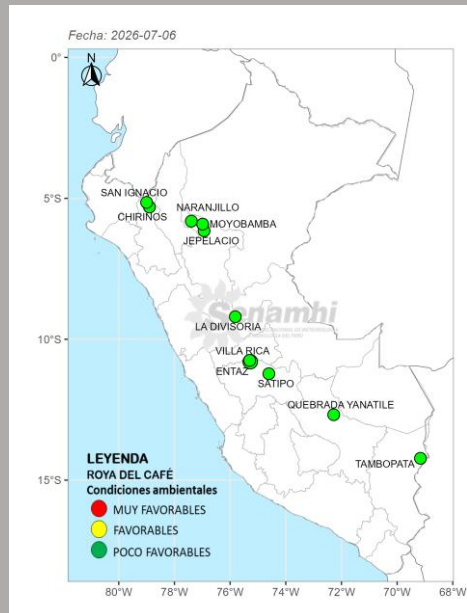 Fecha: 2026-07-06
N
0°
SAN IGNACIO
NARANJILLO
5°S
CHIRINOS
MOYOBAMBA
JEPELACIO
Senamhi
LA DIVISORIA
10°S
VILLA RICA
ENTAZ
SATIPO
QUEBRADA YANATILE
TAMBOPATA
LEYENDA
15°S
ROYA DEL CAFÉ
Condiciones ambientales
MUY FAVORABLES
FAVORABLES
POCO FAVORABLES
80°W 78°W 76°W 75°W 74°W 72°W 70°W 68°W